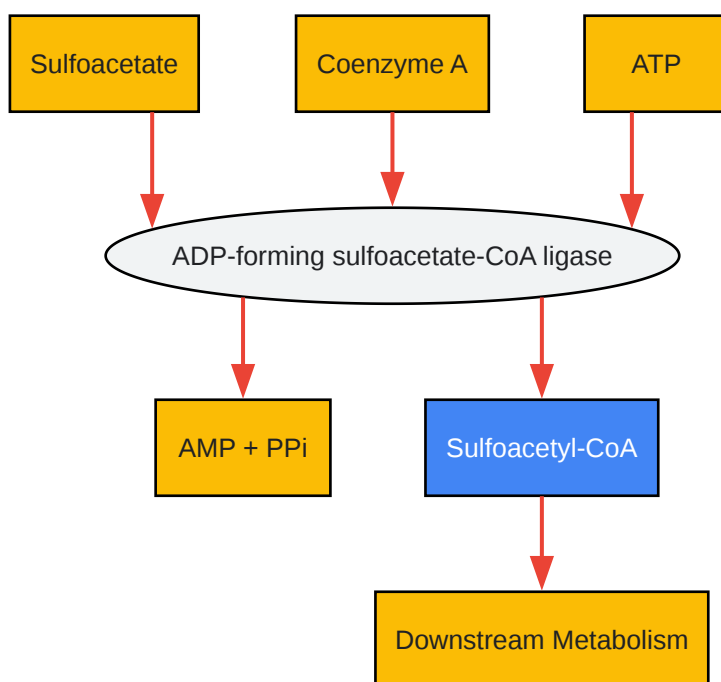 Sulfoacetate
Coenzyme A
ATP
ADP-forming sulfoacetate-CoA ligase
AMP + PPi
Sulfoacetyl-CoA
Downstream Metabolism